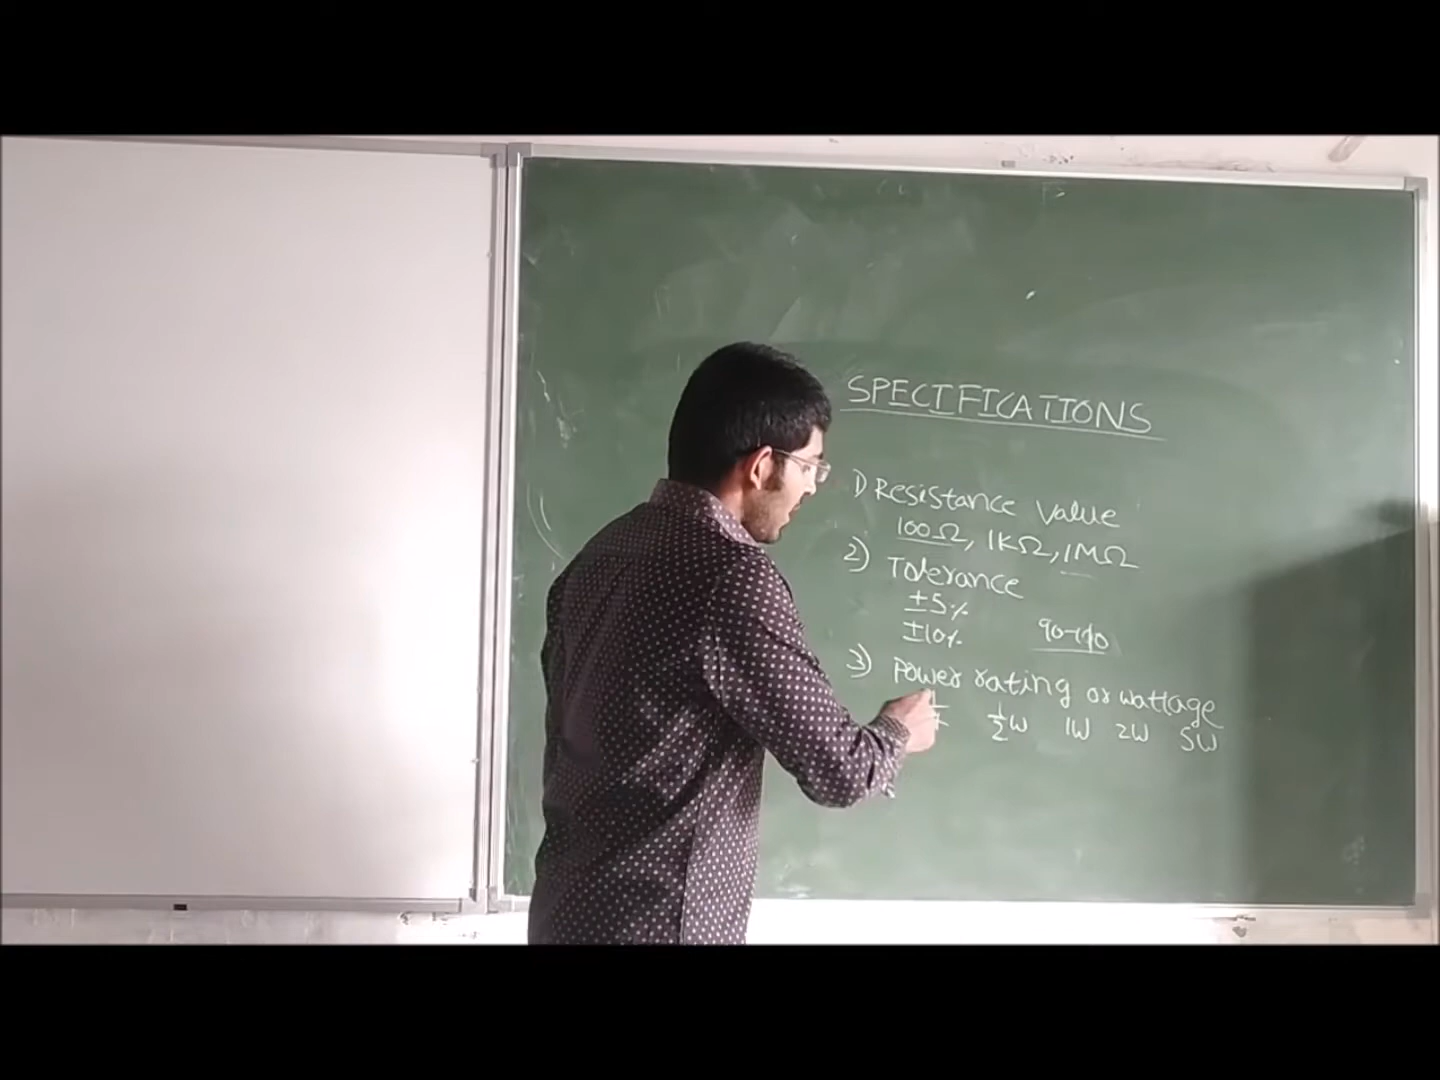 SPECIFICATIONS
1) Resistance value
100Ω, 1KΩ, 1MΩ
2) Tolerance
±5%
±10% 90-110
3) Power rating or wattage
1/2W 1W 2W 5W